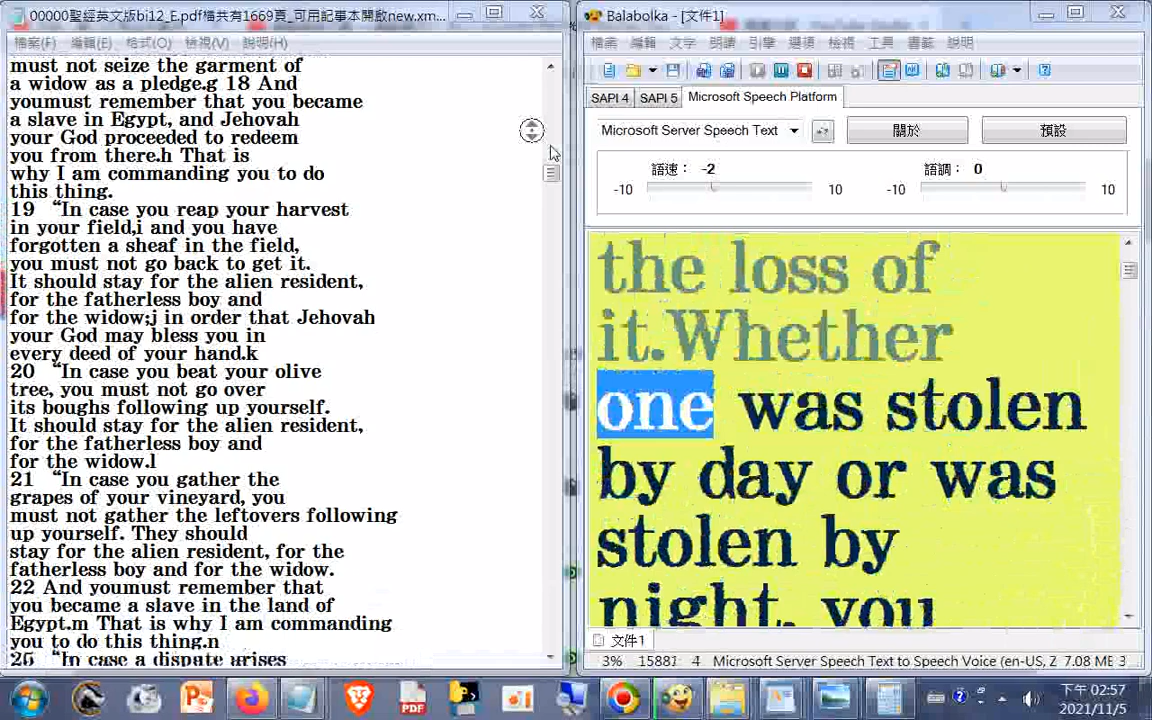 00000聖經英文版bi12_E.pdf檔共有1669頁_可用記事本開啟new.xm...
檔案(F) 編輯(E) 格式(O) 檢視(V) 說明(H)
must not seize the garment of
a widow as a pledge.g 18 And
youmust remember that you became
a slave in Egypt, and Jehovah
your God proceeded to redeem
you from there.h That is
why I am commanding you to do
this thing.
19 “In case you reap your harvest
in your field,i and you have
forgotten a sheaf in the field,
you must not go back to get it.
It should stay for the alien resident,
for the fatherless boy and
for the widow;j in order that Jehovah
your God may bless you in
every deed of your hand.k
20 “In case you beat your olive
tree, you must not go over
its boughs following up yourself.
It should stay for the alien resident,
for the fatherless boy and
for the widow.l
21 “In case you gather the
grapes of your vineyard, you
must not gather the leftovers following
up yourself. They should
stay for the alien resident, for the
fatherless boy and for the widow.
22 And youmust remember that
you became a slave in the land of
Egypt.m That is why I am commanding
you to do this thing.n
“In case a dispute arises
Balabolka - [文件1]
檔案 編輯 文字 朗讀 引擎 選項 檢視 工具 書籤 說明
SAPI 4 SAPI 5 Microsoft Speech Platform
Microsoft Server Speech Text 關於 預設
語速: -2 語調: 0
-10 10 -10 10
the loss of
it.Whether
one was stolen
by day or was
stolen by
night, you
文件1
3% 15881 4 Microsoft Server Speech Text to Speech Voice (en-US, Z 7.08 MB 3
PDF
下午 02:57
2021/11/5